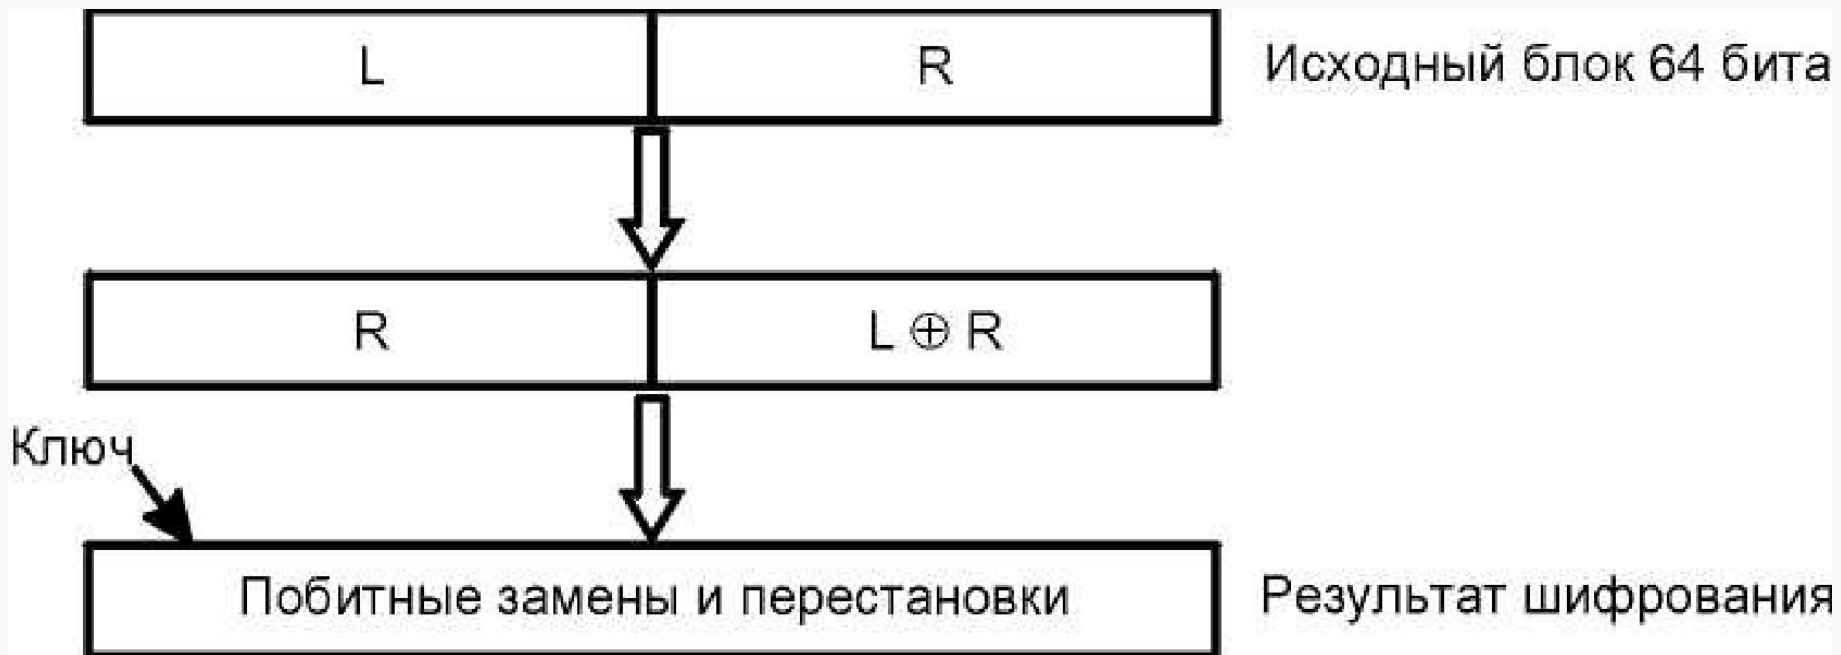 L R Исходный блок 64 бита
R L ⊕ R
Ключ
Побитные замены и перестановки Результат шифрования